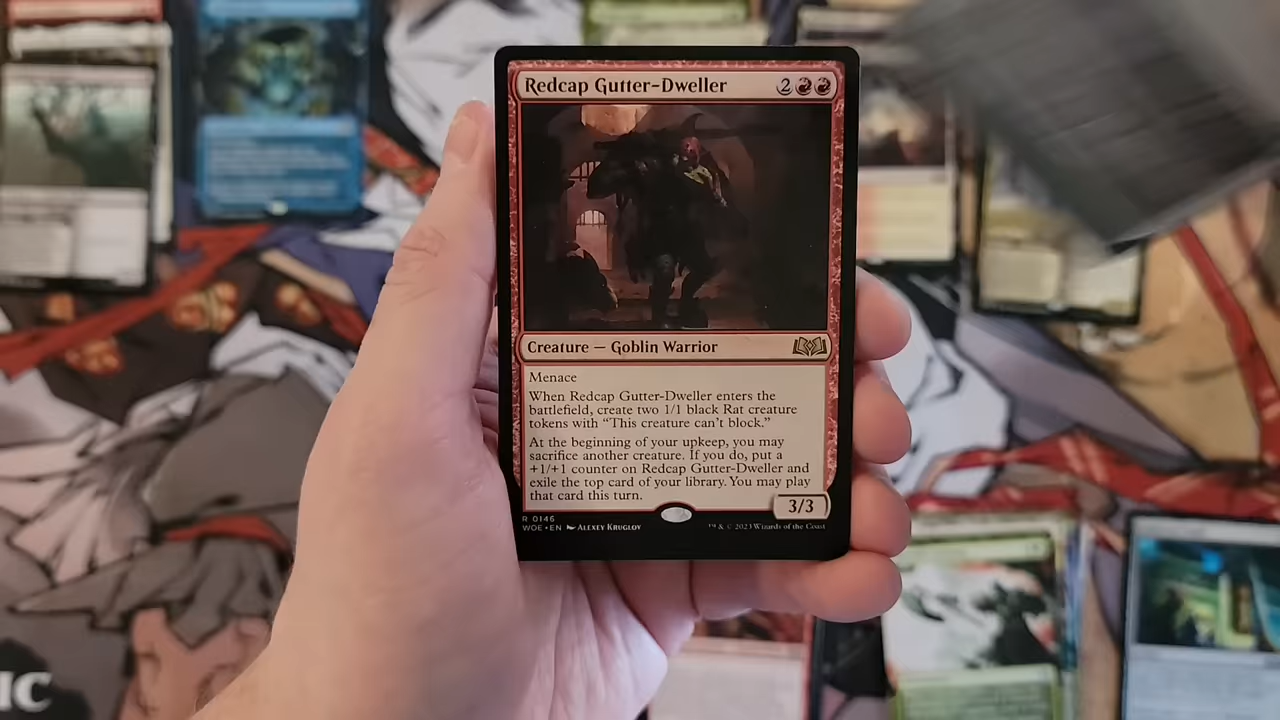 Redcap Gutter-Dweller 2
Creature — Goblin Warrior
Menace
When Redcap Gutter-Dweller enters the
battlefield, create two 1/1 black Rat creature
tokens with “This creature can’t block.”
At the beginning of your upkeep, you may
sacrifice another creature. If you do, put a
+1/+1 counter on Redcap Gutter-Dweller and
exile the top card of your library. You may play
that card this turn.
3/3
R 0146
WOE • EN ALEXEY KRUGLOV
™ & © 2023 Wizards of the Coast
IC